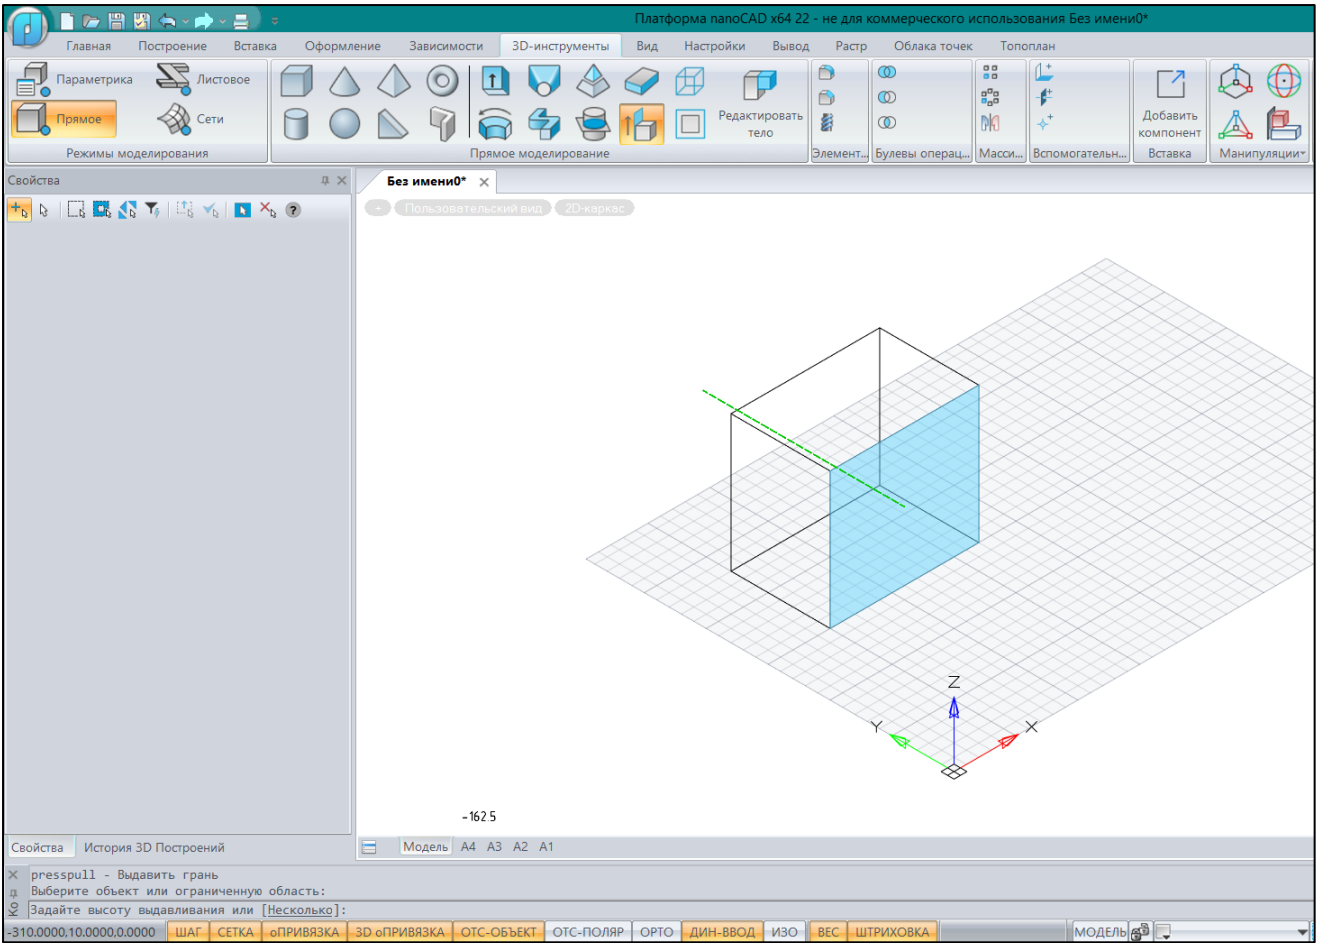 Платформа nanoCAD x64 22 - не для коммерческого использования Без имени0*
Главная Построение Вставка Оформление Зависимости 3D-инструменты Вид Настройки Вывод Растр Облака точек Топоплан
Параметрика Листовое
Прямое Сети
Редактировать тело
Добавить компонент
Режимы моделирования Прямое моделирование Элемент... Булевы операц... Масси... Вспомогательн... Вставка Манипуляции
Свойства
Без имени0*
+ Пользовательский вид 2D-каркас
Z
Y X
-162.5
Свойства История 3D Построений
Модель A4 A3 A2 A1
presspull - Выдавить грань
Выберите объект или ограниченную область:
Задайте высоту выдавливания или [Несколько]:
Ко
-310.0000,10.0000,0.0000 ШАГ СЕТКА оПРИВЯЗКА 3D оПРИВЯЗКА ОТС-ОБЪЕКТ ОТС-ПОЛЯР ОРТО ДИН-ВВОД ИЗО ВЕС ШТРИХОВКА МОДЕЛЬ